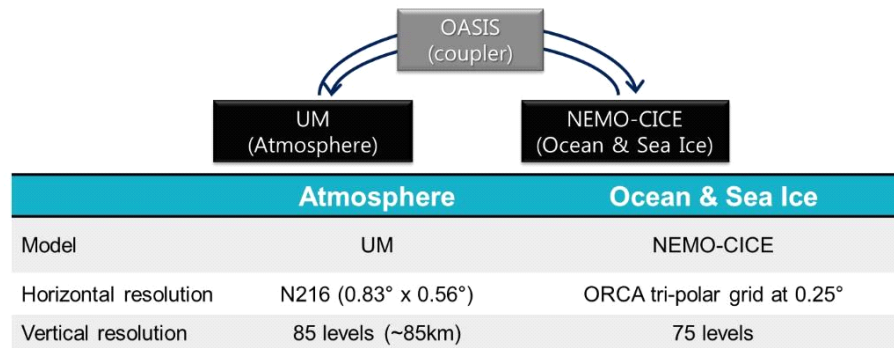 OASIS
(coupler)
UM
(Atmosphere)
NEMO-CICE
(Ocean & Sea Ice)
Atmosphere Ocean & Sea Ice
Model UM NEMO-CICE
Horizontal resolution N216 (0.83° x 0.56°) ORCA tri-polar grid at 0.25°
Vertical resolution 85 levels (~85km) 75 levels